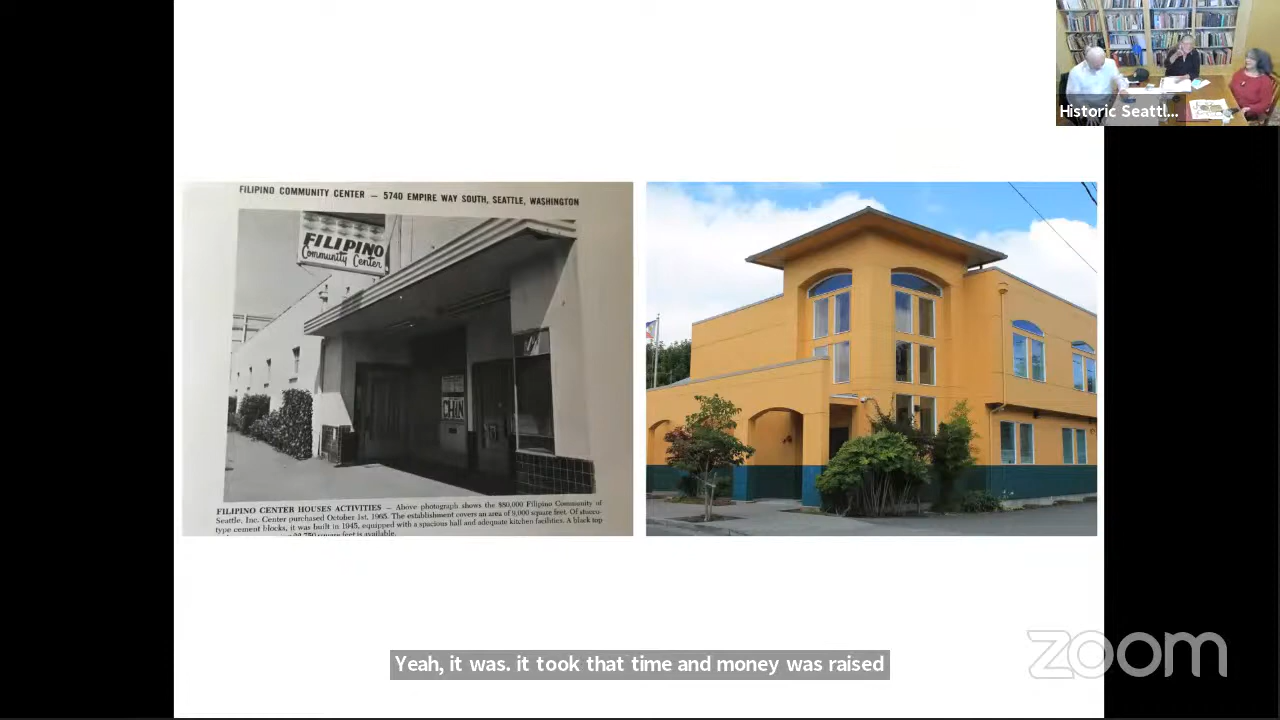 Historic Seattl...
FILIPINO COMMUNITY CENTER — 5740 EMPIRE WAY SOUTH, SEATTLE, WASHINGTON
FILIPINO
Community Center
CHIN
FILIPINO CENTER HOUSES ACTIVITIES — Above photograph shows the $80,000 Filipino Community of
Seattle, Inc. Center purchased October 1st, 1965. The establishment covers an area of 9,000 square feet. Of stucco-
type cement blocks, it was built in 1945, equipped with a spacious hall and adequate kitchen facilities. A black top
square feet is available.
Yeah, it was. it took that time and money was raised
zoom